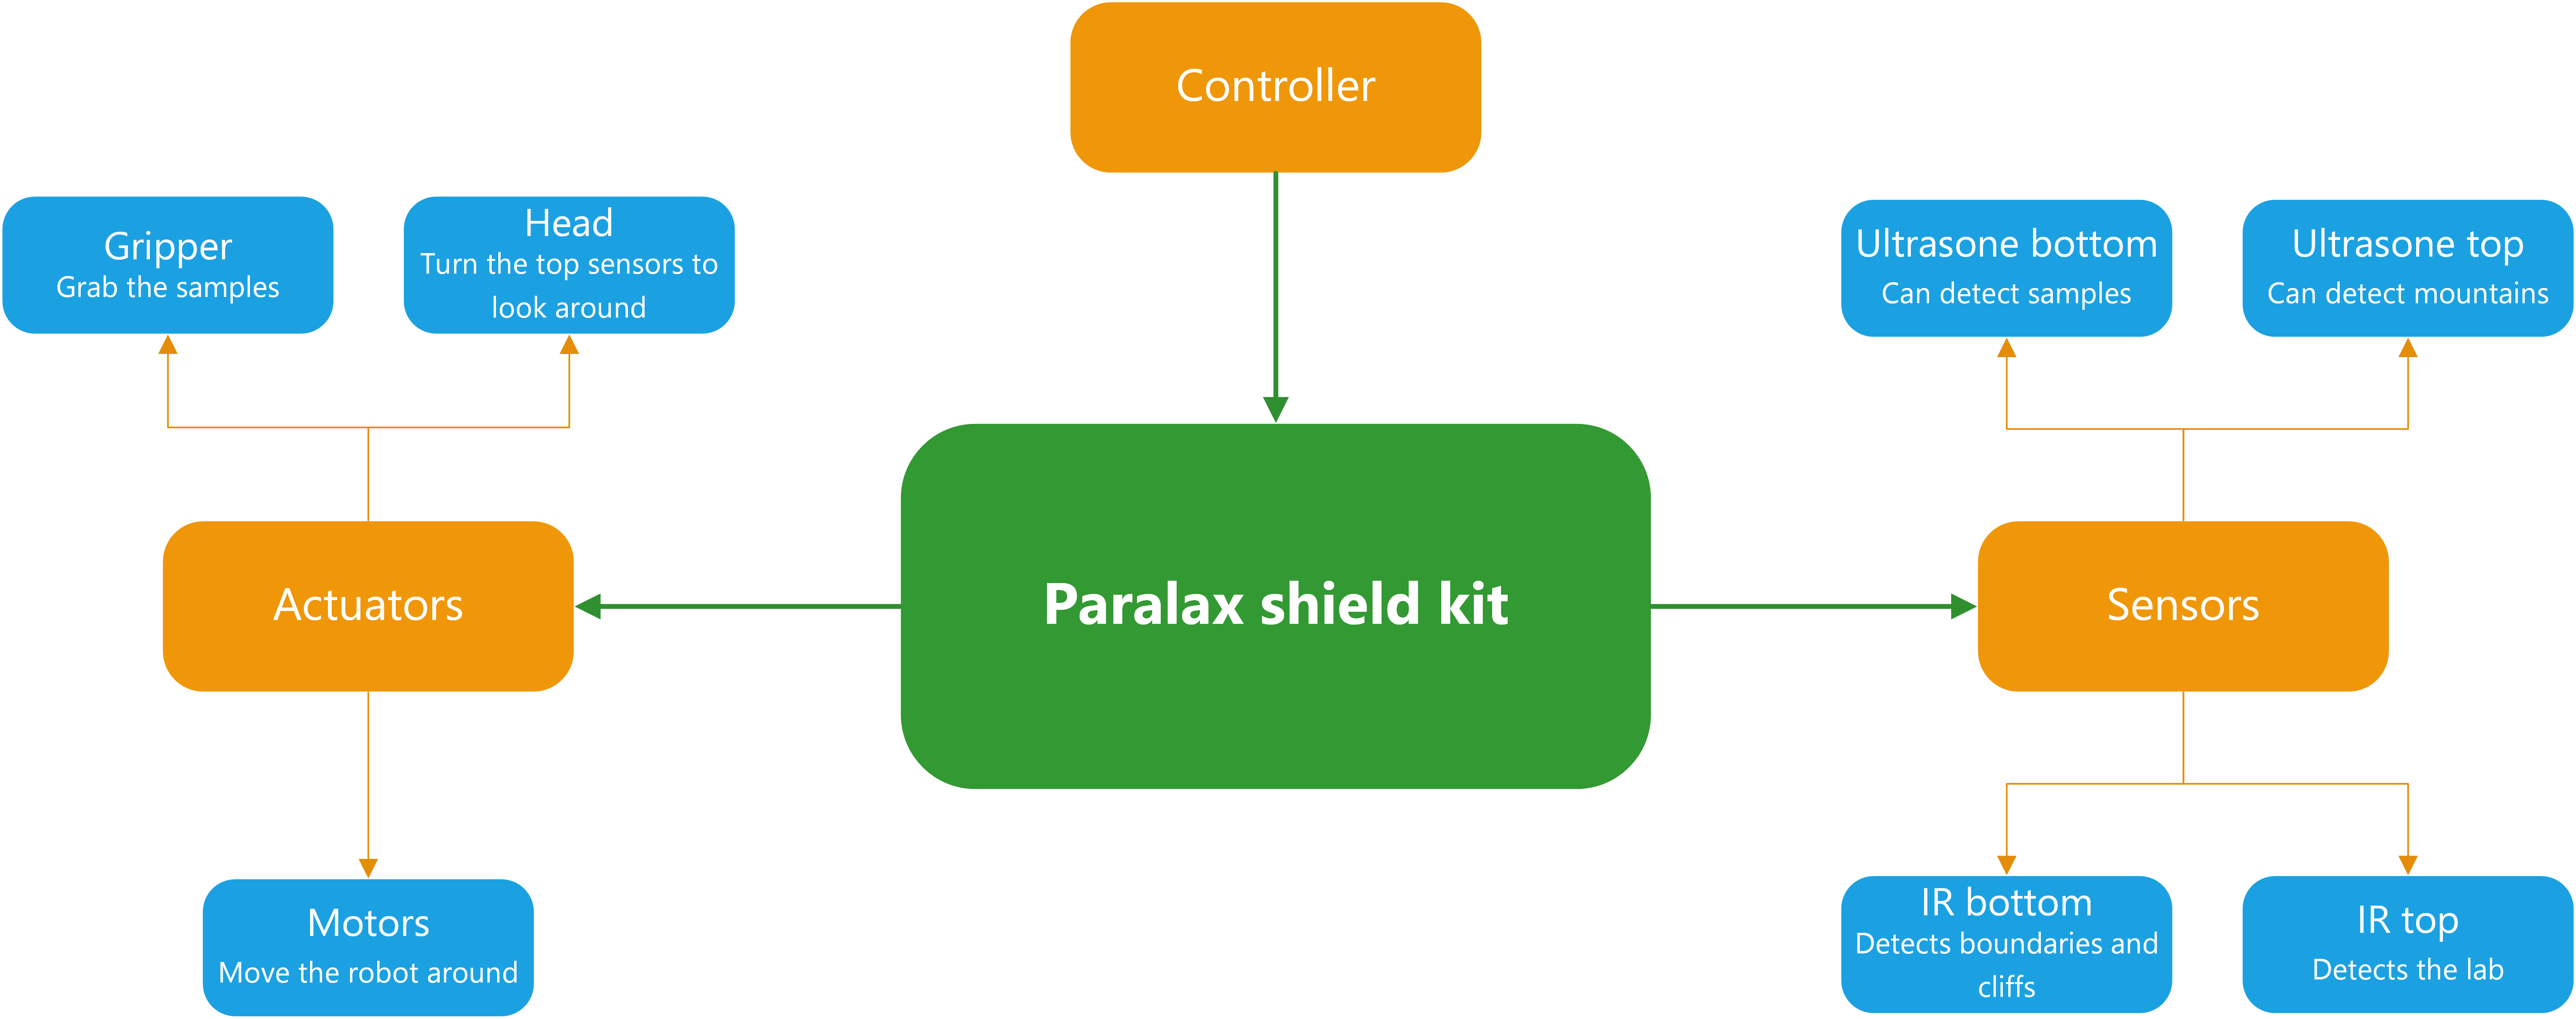 Controller
Gripper
Grab the samples
Head
Turn the top sensors to
look around
Ultrasone bottom
Can detect samples
Ultrasone top
Can detect mountains
Actuators
Paralax shield kit
Sensors
Motors
Move the robot around
IR bottom
Detects boundaries and
cliffs
IR top
Detects the lab